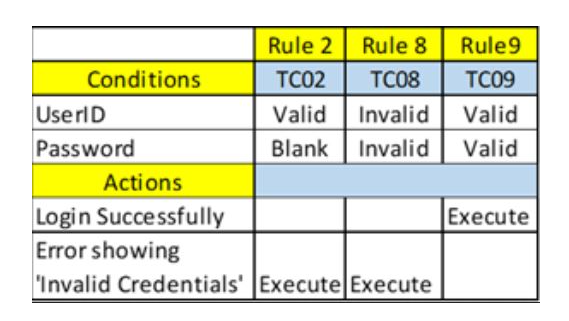 Rule 2 Rule 8 Rule9
Conditions TC02 TC08 TC09
UserID Valid Invalid Valid
Password Blank Invalid Valid
Actions
Login Successfully Execute
Error showing
'Invalid Credentials' Execute Execute